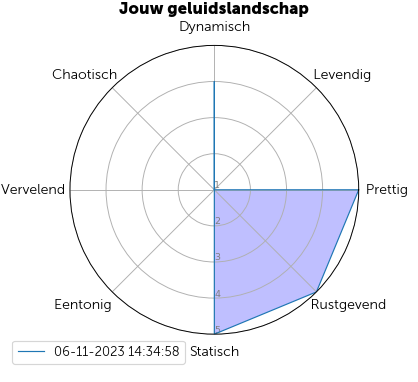 Jouw geluidslandschap
Dynamisch
Chaotisch
Levendig
Vervelend
1
Prettig
2
3
4
5
Eentonig
Rustgevend
06-11-2023 14:34:58
Statisch